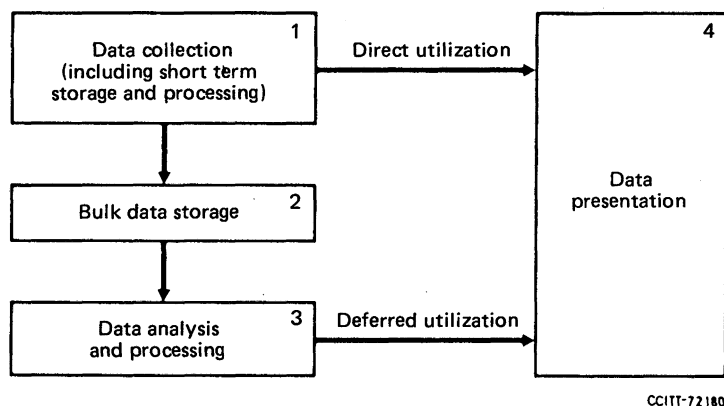 1
Data collection
(including short term
storage and processing)
Direct utilization
4
Data
presentation
2
Bulk data storage
3
Data analysis
and processing
Deferred utilization
CCITT-72180